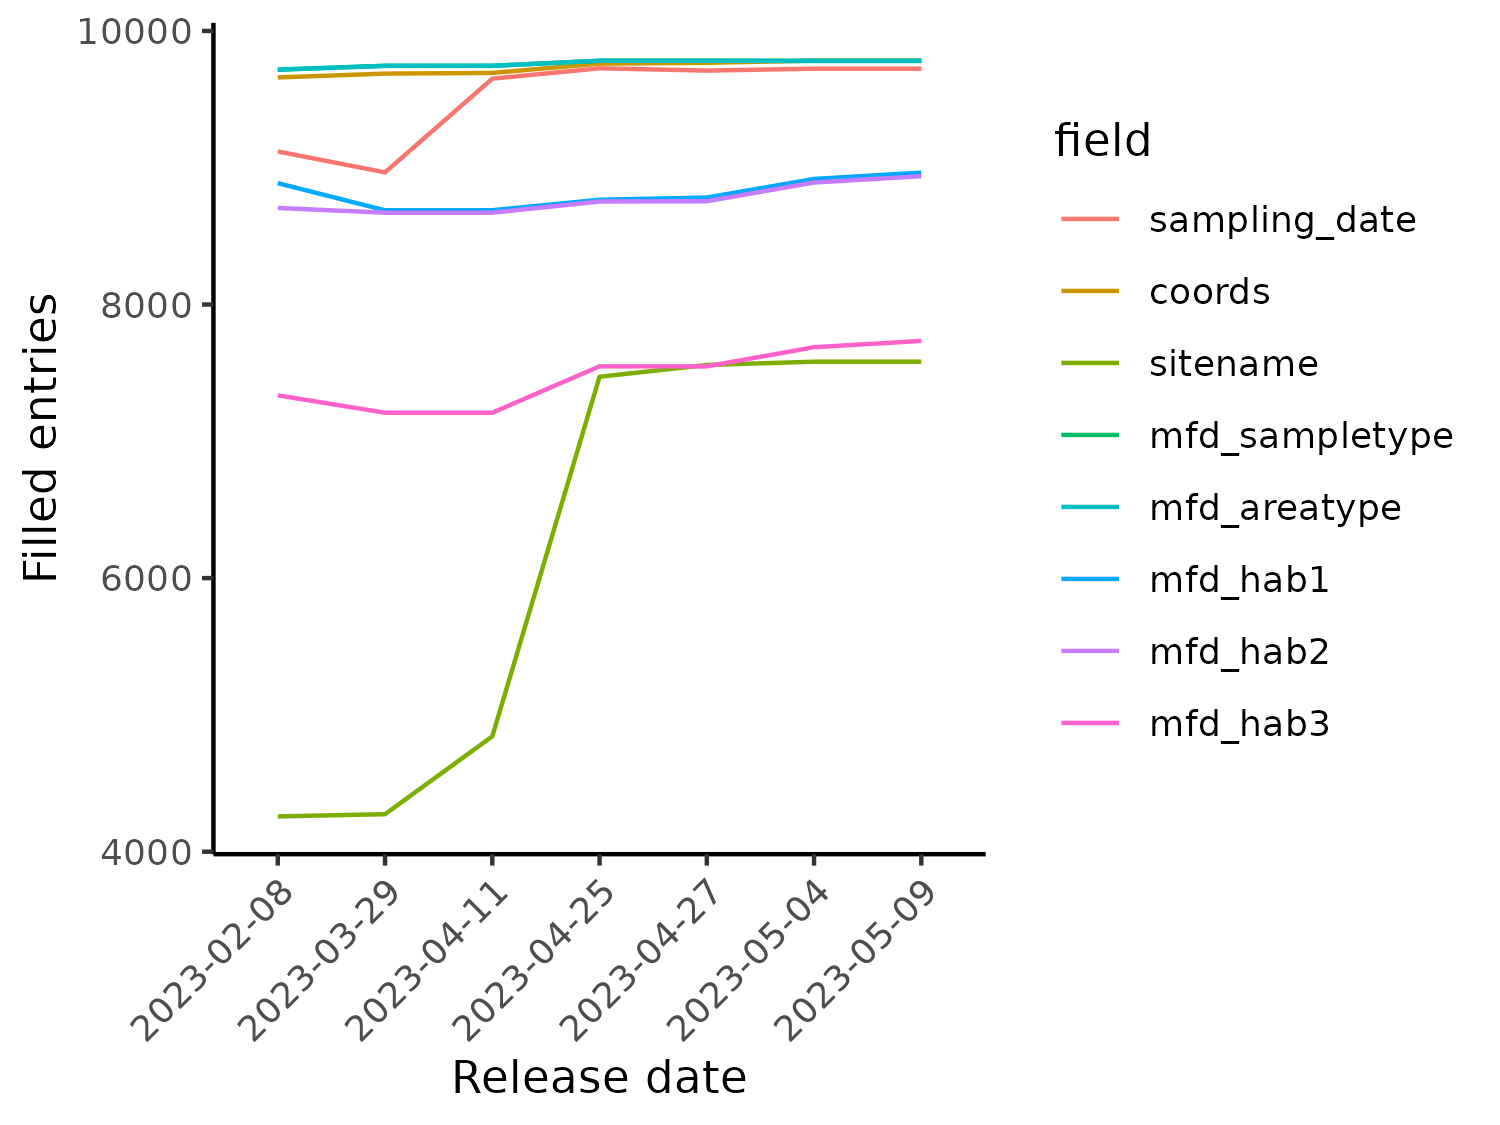 10000
8000
6000
4000
Filled entries
2023-02-08
2023-03-29
2023-04-11
2023-04-25
2023-04-27
2023-05-04
2023-05-09
Release date
field
sampling_date
coords
sitename
mfd_sampletype
mfd_areatype
mfd_hab1
mfd_hab2
mfd_hab3